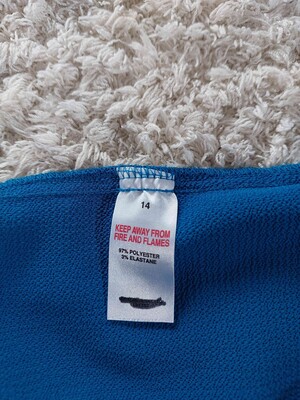 14
KEEP AWAY FROM
FIRE AND FLAMES
97% POLYESTER
3% ELASTANE